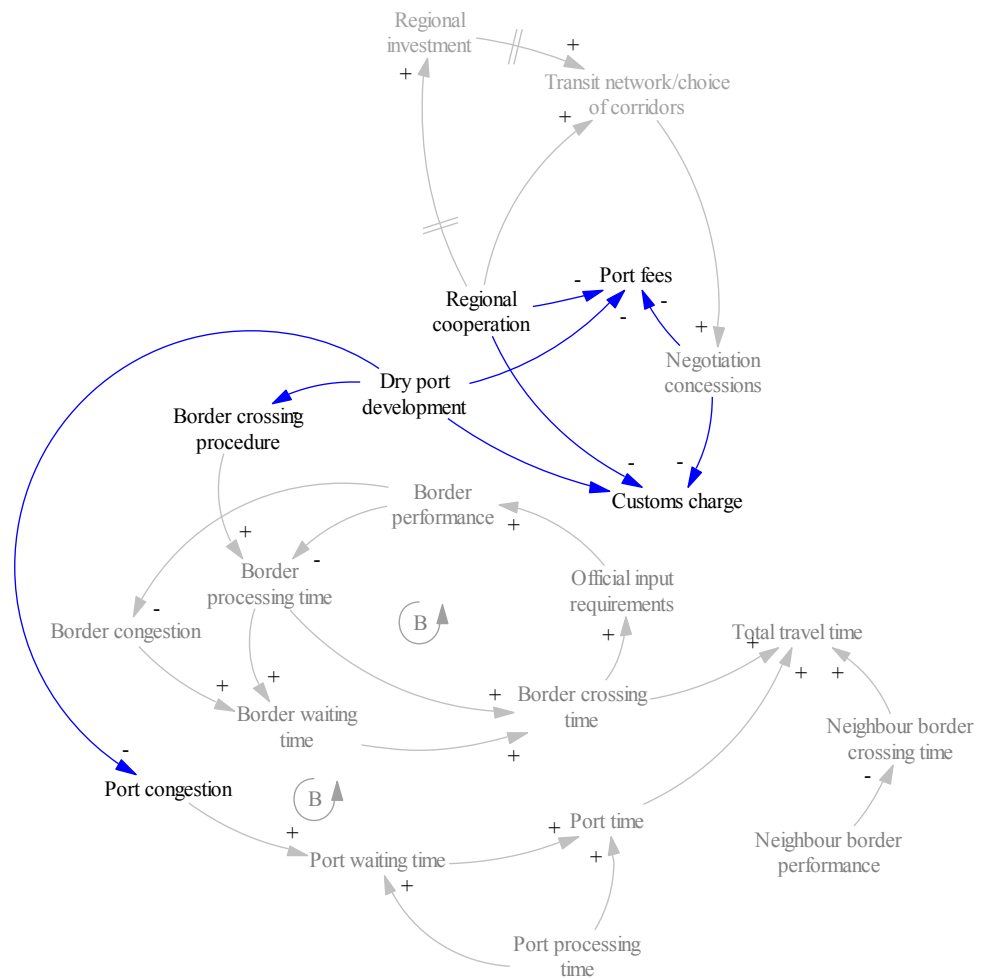 Regional
investment
+
+
Transit network/choice
of corridors
+
Port fees
-
-
-
Regional
cooperation
+
Negotiation
concessions
Dry port
development
-
Border crossing
procedure
-
-
Customs charge
Border
performance
+
+
-
Border
processing time
Official input
requirements
-
Border congestion
B
+
Total travel time
+
+
+
+
+
+
Border crossing
time
Border waiting
time
+
Neighbour border
crossing time
-
-
Port congestion
B
+
+
Port time
+
Port waiting time
+
Neighbour border
performance
Port processing
time